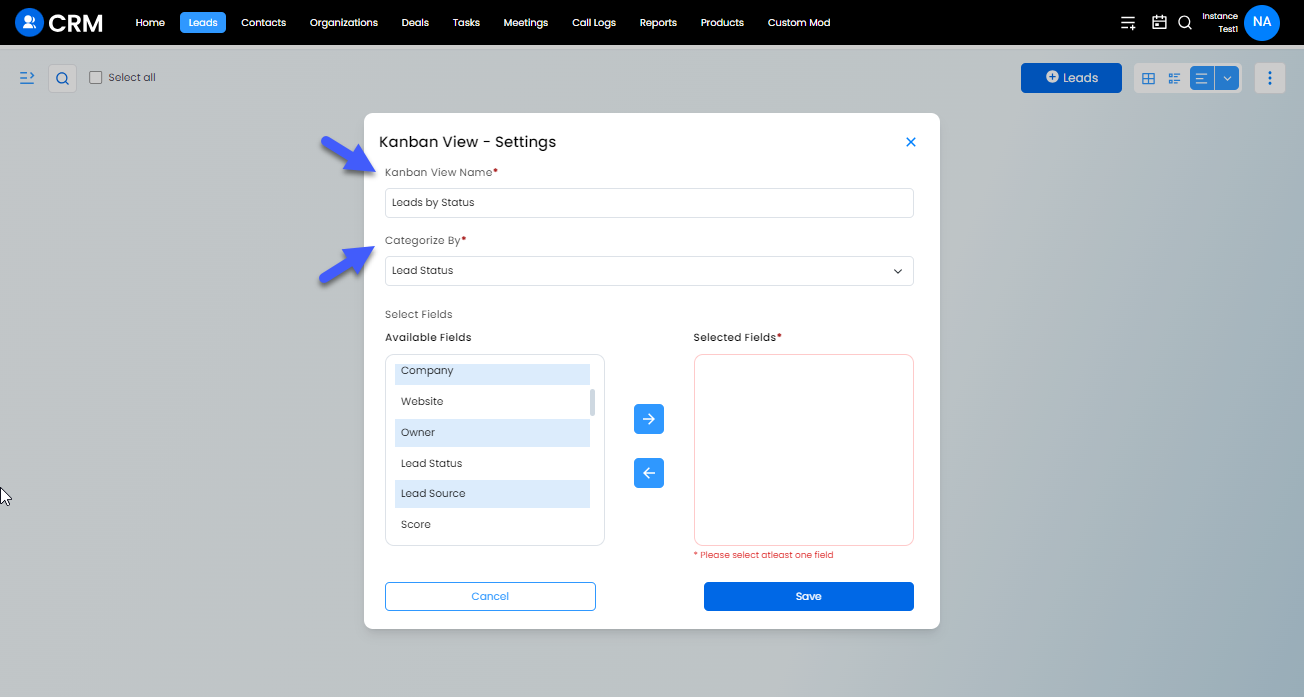 CRM
Home Leads Contacts Organizations Deals Tasks Meetings Call Logs Reports Products Custom Mod
Instance
Test1
NA
Select all
Leads
Kanban View - Settings
Kanban View Name*
Leads by Status
Categorize By*
Lead Status
Select Fields
Available Fields
Selected Fields*
Company
Website
Owner
Lead Status
Lead Source
Score
* Please select atleast one field
Cancel
Save